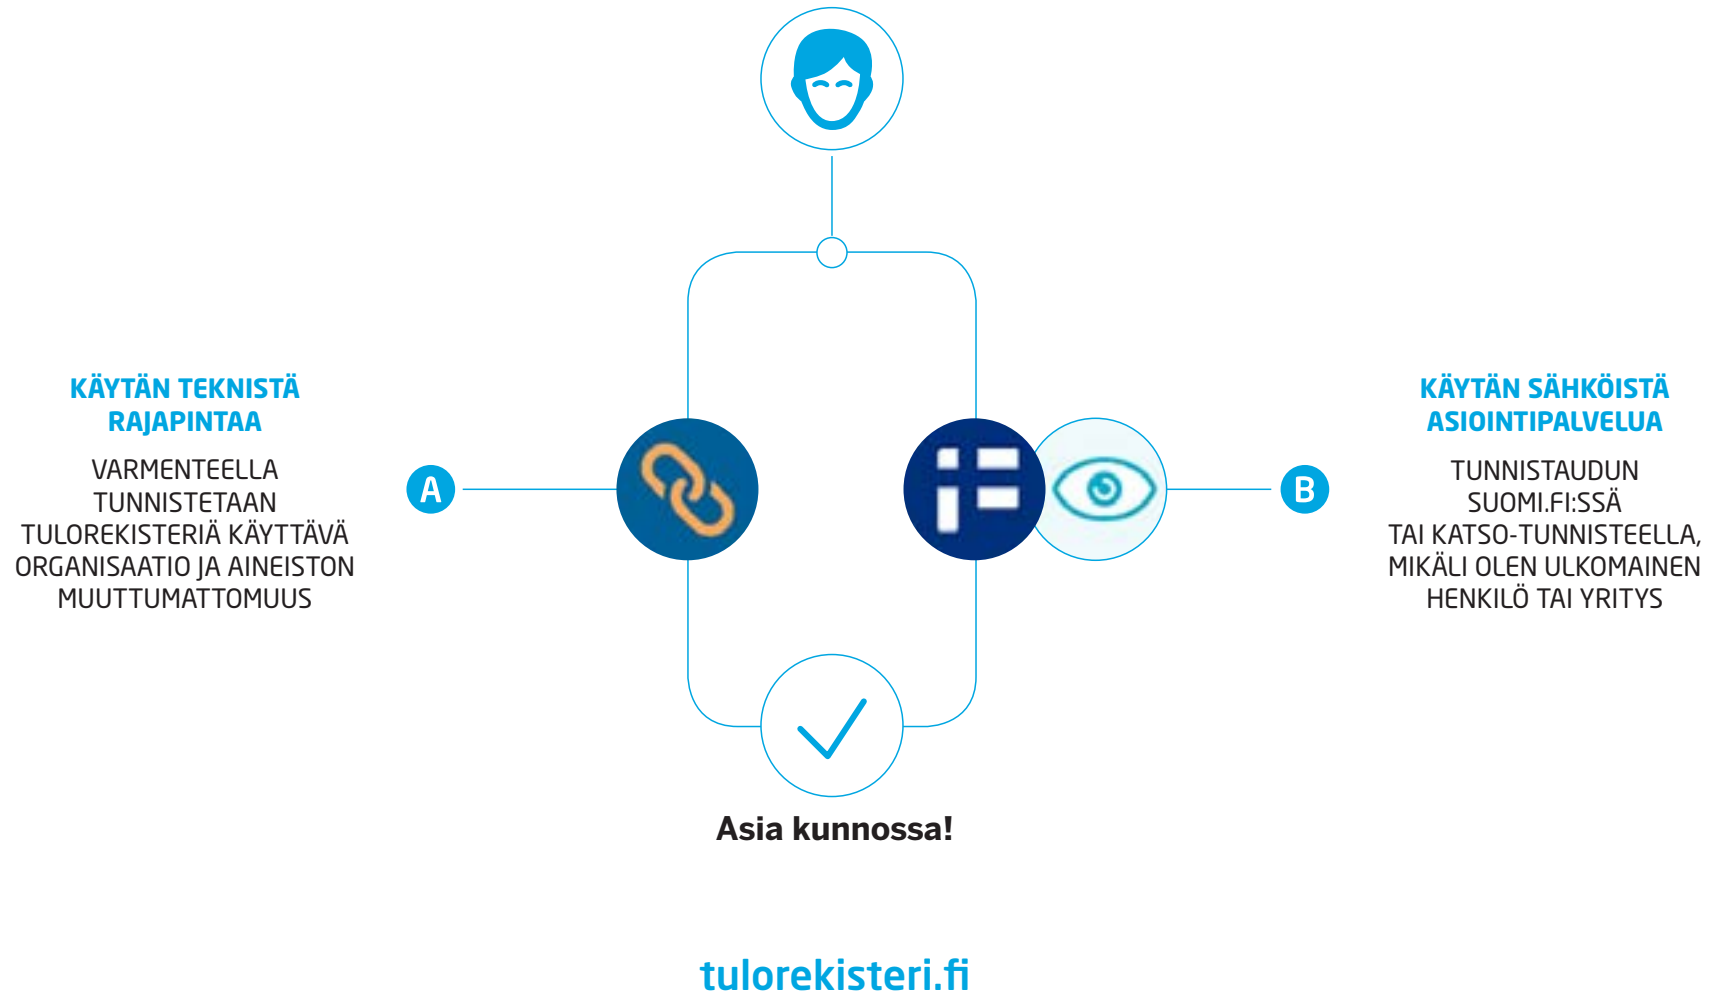 KÄYTÄN TEKNISTÄ
RAJAPINTAA
VARMENTEELLA
TUNNISTETAAN
TULOREKISTERIÄ KÄYTTÄVÄ
ORGANISAATIO JA AINEISTON
MUUTTUMATTOMUUS
A
B
KÄYTÄN SÄHKÖISTÄ
ASIOINTIPALVELUA
TUNNISTAUDUN
SUOMI.FI:SSÄ
TAI KATSO-TUNNISTEELLA,
MIKÄLI OLEN ULKOMAINEN
HENKILÖ TAI YRITYS
Asia kunnossa!
tulorekisteri.fi